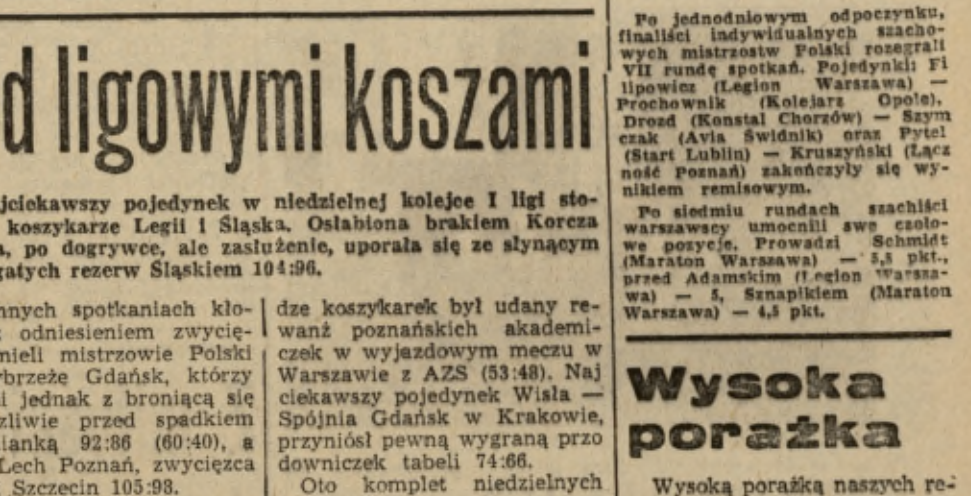 d ligowymi koszami
jciekawszy pojedynek w niedzielnej kolejce I ligi sto-
koszykarze Legii i Śląska. Osłabiona brakiem Korcza
, po dogrywce, ale zasłużenie, uporała się ze słynącym
gatych rezerw Śląskiem 104:96.
nnych spotkaniach kło-
odniesieniem zwycię-
nieli mistrzowie Polski
brzeże Gdańsk, którzy
i jednak z broniącą się
zliwie przed spadkiem
ianką 92:86 (60:40), a
Lech Poznań, zwycięzca
Szczecin 105:93.
dze koszykarek był udany re-
wanż poznańskich akademi-
czek w wyjazdowym meczu w
Warszawie z AZS (53:48). Naj
ciekawszy pojedynek Wisła —
Spójnia Gdańsk w Krakowie,
przyniósł pewną wygraną przo
downiczek tabeli 74:66.
Oto komplet niedzielnych
Po jednodniowym odpoczynku,
finaliści indywidualnych szacho-
wych mistrzostw Polski rozegrali
VII rundę spotkań. Pojedynki: Fi
lipowicz (Legion Warszawa) —
Prochownik (Kolejarz Opole),
Drozd (Konstal Chorzów) — Szym
czak (Avia Świdnik) oraz Pytel
(Start Lublin) — Kruszyński (Łącz
ność Poznań) zakończyły się wy-
nikiem remisowym.
Po siedmiu rundach szachiści
warszawscy umocnili swe czoło-
we pozycje. Prowadzi Schmidt
(Maraton Warszawa) — 5,5 pkt.,
przed Adamskim (Legion Warsza-
wa) — 5, Sznapikiem (Maraton
Warszawa) — 4,5 pkt.
Wysoka
porażka
Wysoką porażką naszych re-